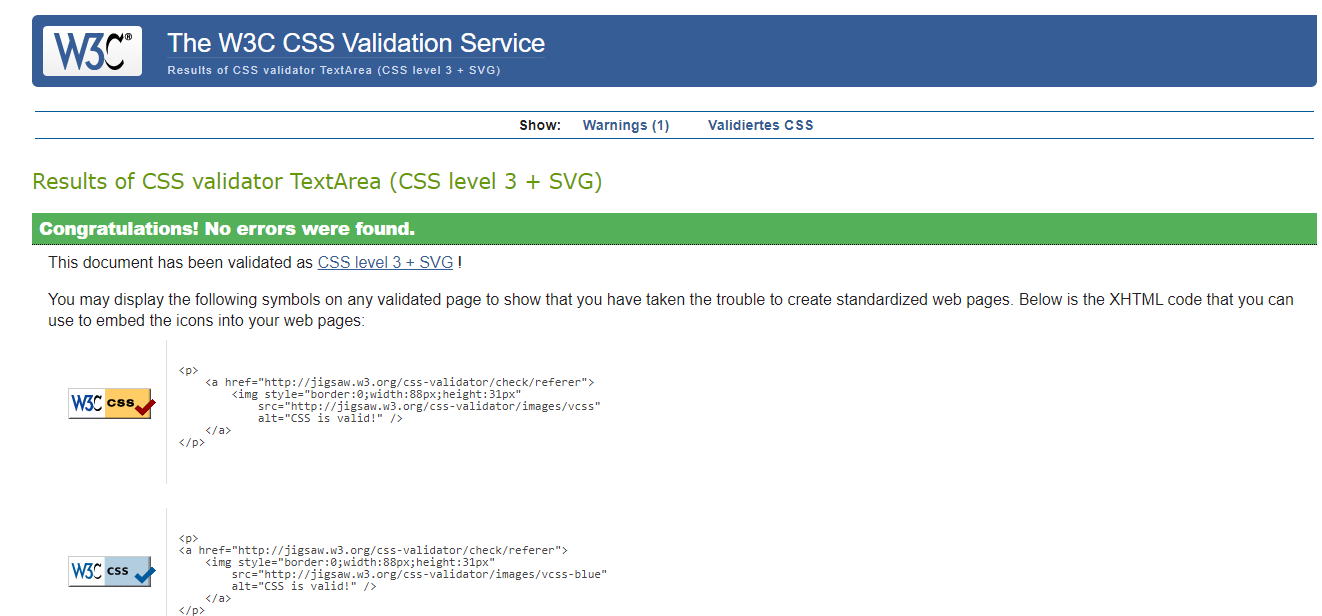 W3C®
The W3C CSS Validation Service
Results of CSS validator TextArea (CSS level 3 + SVG)
Show: Warnings (1) Validiertes CSS
Results of CSS validator TextArea (CSS level 3 + SVG)
Congratulations! No errors were found.
This document has been validated as CSS level 3 + SVG !
You may display the following symbols on any validated page to show that you have taken the trouble to create standardized web pages. Below is the XHTML code that you can
use to embed the icons into your web pages:
W3C css
<p>
    <a href="http://jigsaw.w3.org/css-validator/check/referer">
        <img style="border:0;width:88px;height:31px"
            src="http://jigsaw.w3.org/css-validator/images/vcss"
            alt="CSS is valid!" />
    </a>
</p>
W3C css
<p>
<a href="http://jigsaw.w3.org/css-validator/check/referer">
    <img style="border:0;width:88px;height:31px"
        src="http://jigsaw.w3.org/css-validator/images/vcss-blue"
        alt="CSS is valid!" />
    </a>
</p>